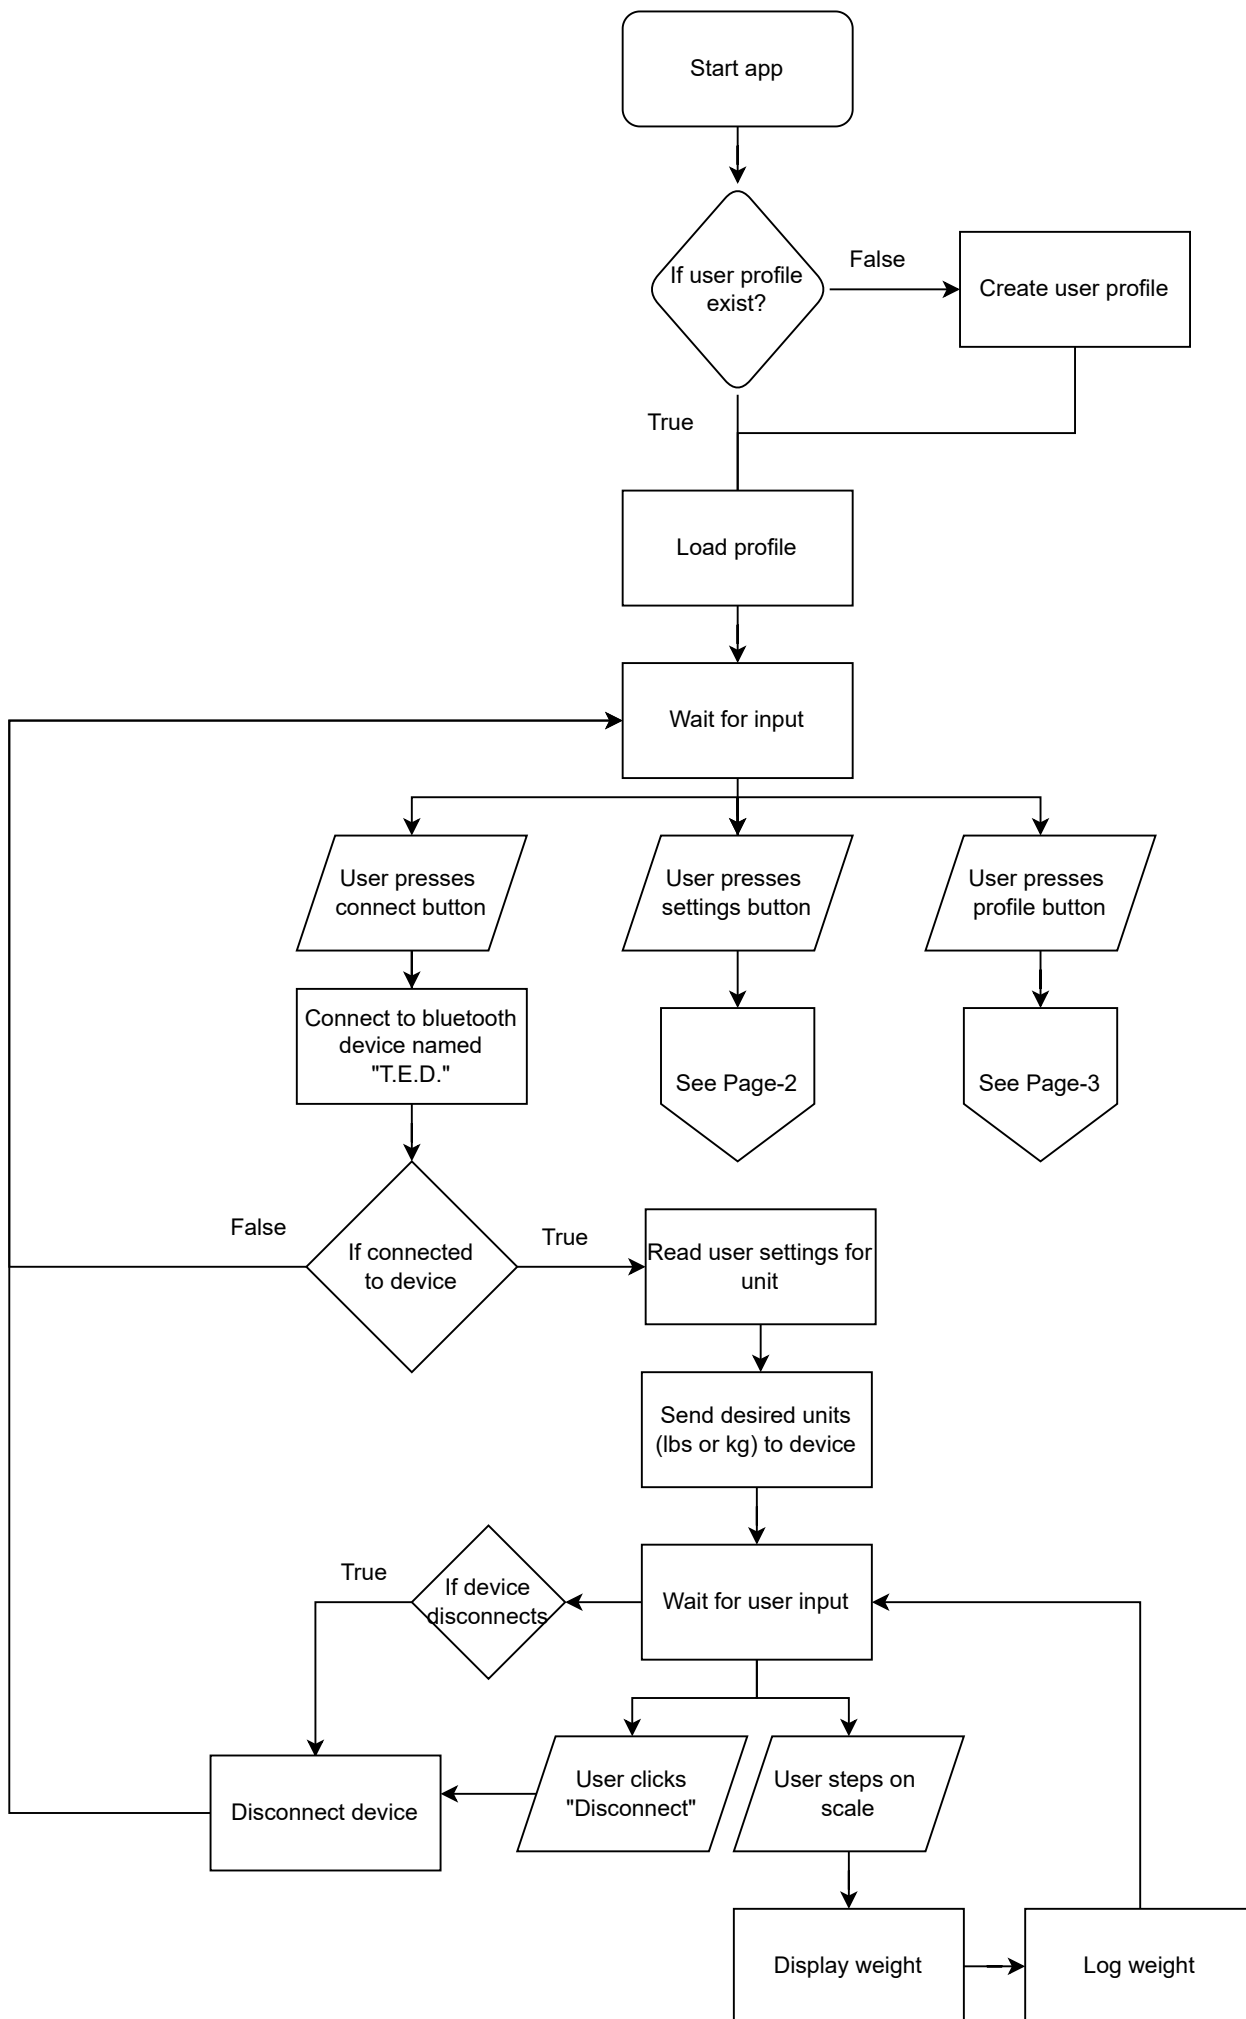 Start app
If user profile
exist?
False
Create user profile
True
Load profile
Wait for input
User presses
connect button
User presses
settings button
User presses
profile button
Connect to bluetooth
device named
"T.E.D."
See Page-2
See Page-3
False
If connected
to device
True
Read user settings for
unit
Send desired units
(lbs or kg) to device
True
If device
disconnects
Wait for user input
User clicks
"Disconnect"
User steps on
scale
Disconnect device
Display weight
Log weight